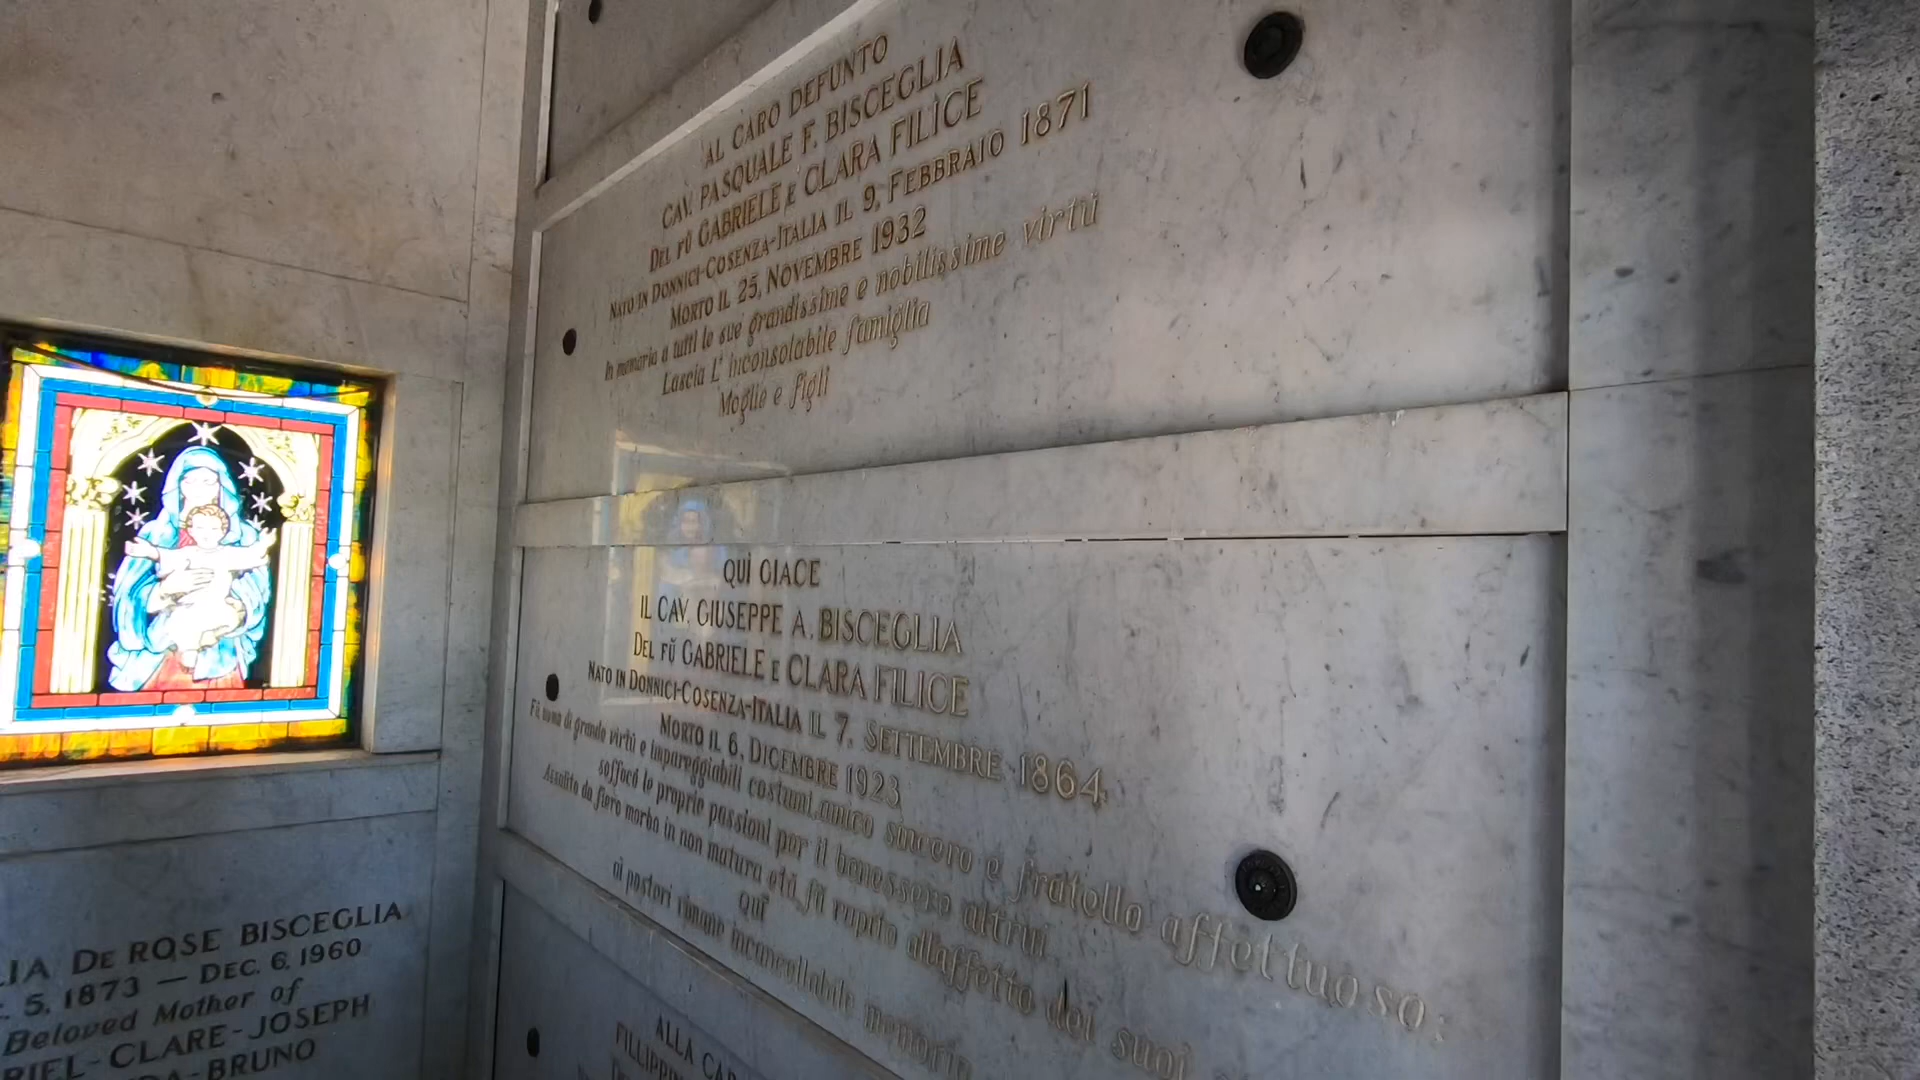 AL CARO DEFUNTO
CAV. PASQUALE F. BISCEGLIA
DEL FŬ GABRIELE E CLARA FILICE
NATO IN DONNICI-COSENZA-ITALIA IL 9, FEBBRAIO 1871
MORTO IL 25, NOVEMBRE 1932
In memoria a tutti le sue grandissime e nobilissime virtù
Lascia L' inconsolabile famiglia
Moglie e figli
QUÌ GIACE
IL CAV. GIUSEPPE A. BISCEGLIA
DEL FŬ GABRIELE E CLARA FILICE
NATO IN DONNICI-COSENZA-ITALIA IL 7, SETTEMBRE 1864,
MORTO IL 6, DICEMBRE 1923
Fù uomo di grande virtù e impareggiabili costumi, amico sincero e fratello affettuoso:
soffocò le proprie passioni per il benessere altrui
Assalito da fiero morbo in non matura età, fù rapito allaffetto dei suoi
QUÌ
ai posteri rimane incancellabile memoria
ALLA
LIA DE ROSE BISCEGLIA
5, 1873 — DEC. 6, 1960
Beloved Mother of
RIEL-CLARE-JOSEPH
DA-BRUNO